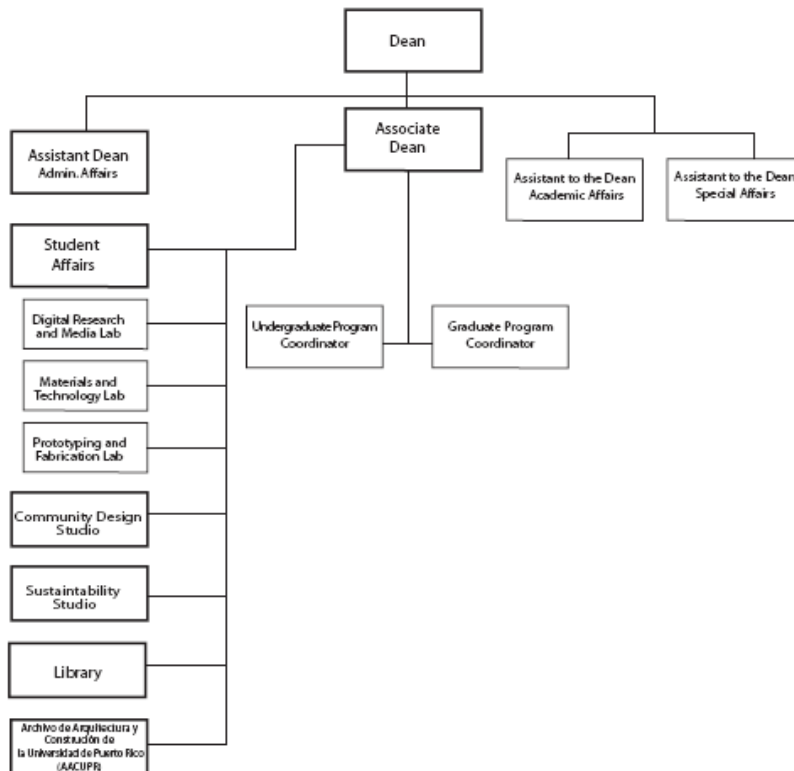 Dean
Assistant Dean
Admin. Affairs
Associate
Dean
Assistant to the Dean
Academic Affairs
Assistant to the Dean
Special Affairs
Student
Affairs
Digital Research
and Media Lab
Materials and
Technology Lab
Prototyping and
Fabrication Lab
Community Design
Studio
Sustaintability
Studio
Library
Archivo de Arquitectura y
Construción de
la Universidad de Puerto Rico
(AACUPR)
Undergraduate Program
Coordinator
Graduate Program
Coordinator